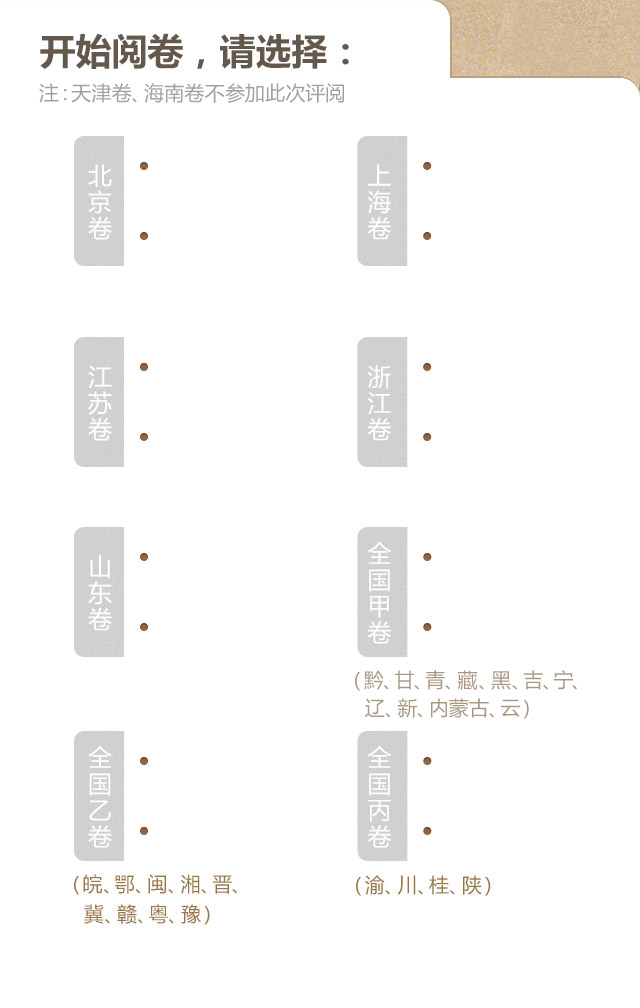 开始阅卷，请选择：
注：天津卷、海南卷不参加此次评阅
北京卷
上海卷
江苏卷
浙江卷
山东卷
全国甲卷
（黔、甘、青、藏、黑、吉、宁、
辽、新、内蒙古、云）
全国乙卷
全国丙卷
（皖、鄂、闽、湘、晋、
冀、赣、粤、豫）
（渝、川、桂、陕）